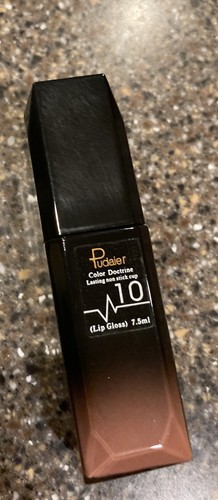 Pudaier
Color Doctrine
Lasting non stick cup
10
(Lip Gloss) 7.5ml